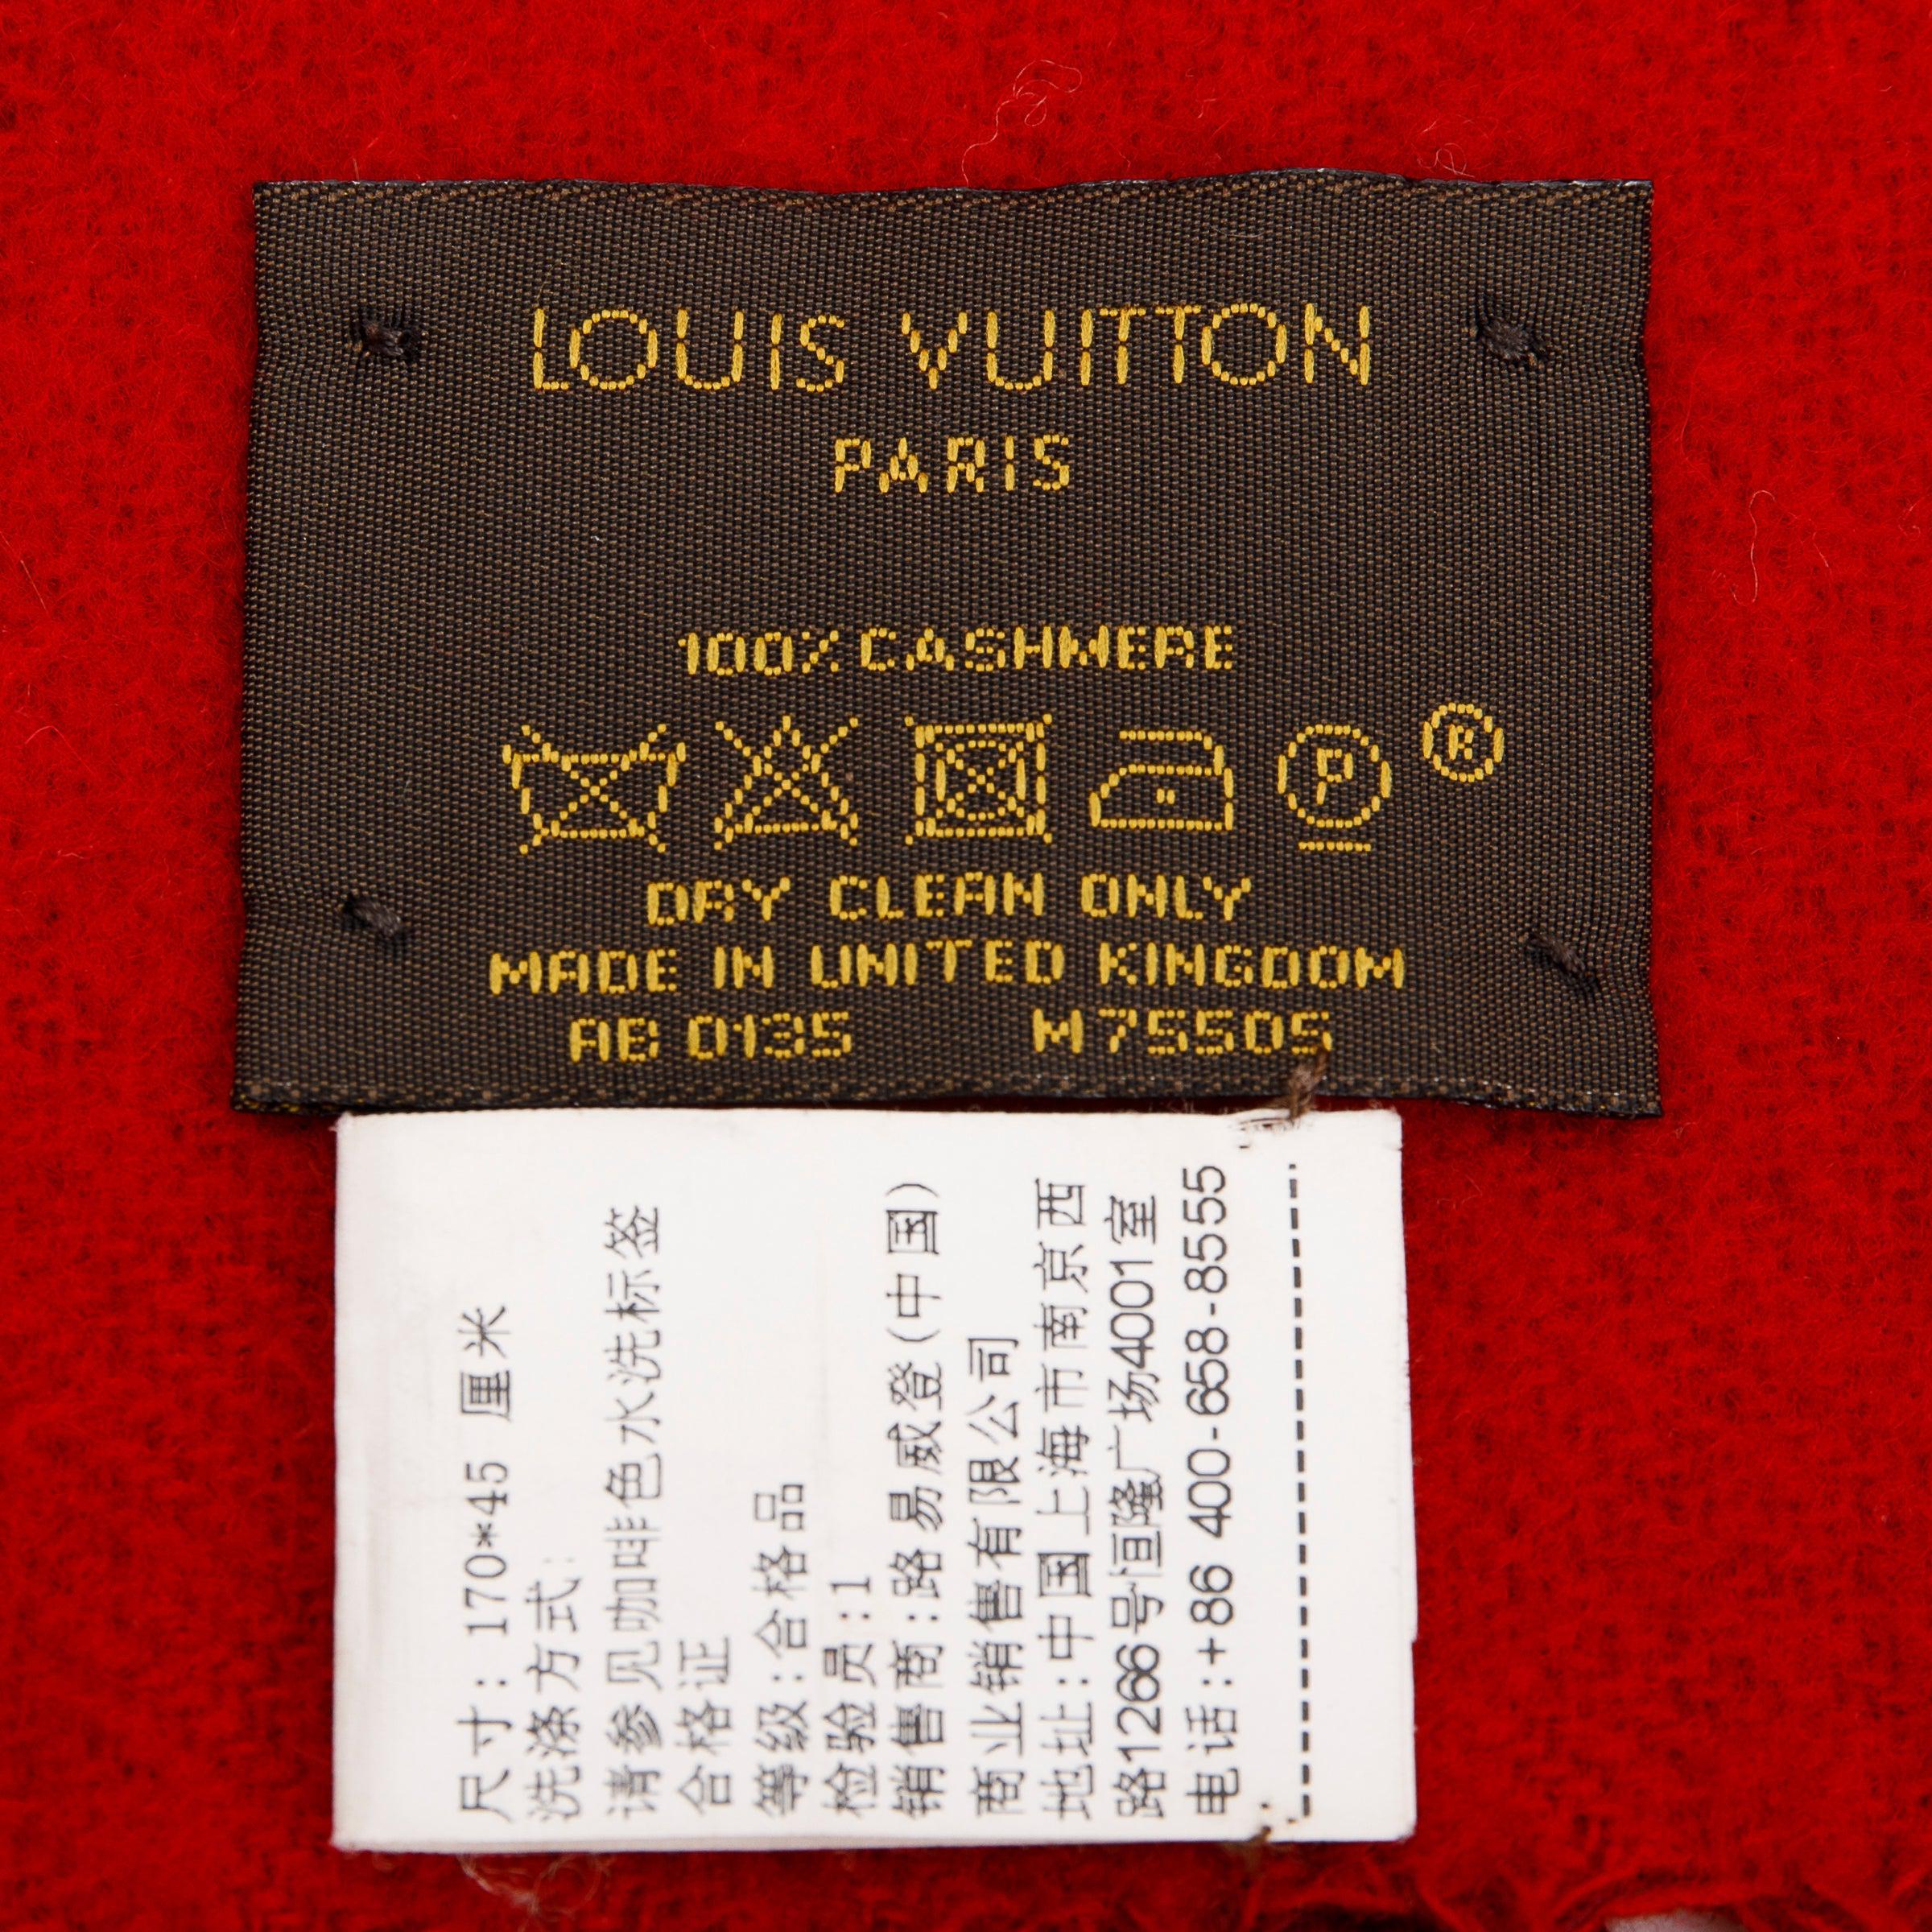 LOUIS VUITTON
PARIS
100% CASHMERE
P
®
DRY CLEAN ONLY
MADE IN UNITED KINGDOM
AB 0135 M75505
尺寸: 170*45 厘米
洗涤方式:
请参见咖啡色水洗标签
合格证
等级:合格品
检验员:1
销售商:路易威登(中国)
商业销售有限公司
地址:中国上海市南京西
路1266号恒隆广场4001室
电话:+86 400-658-8555